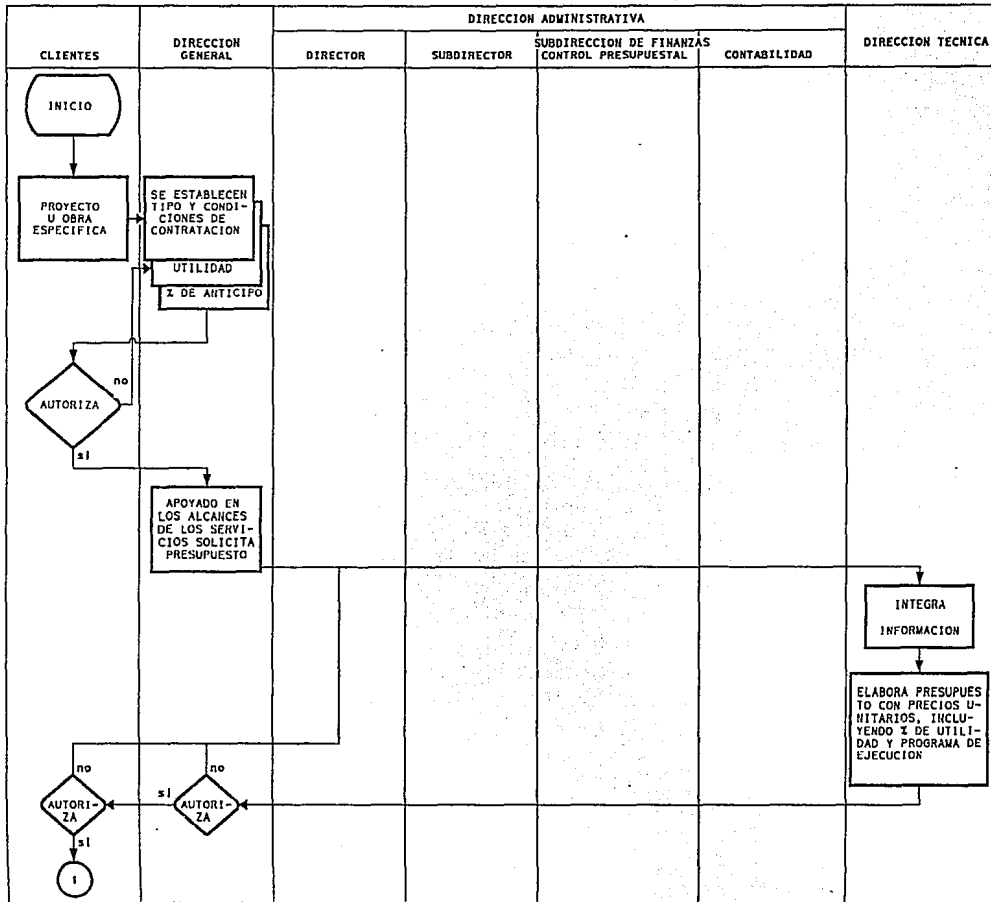 DIRECCION ADMINISTRATIVA
CLIENTES
DIRECCION
GENERAL
DIRECTOR
SUBDIRECTOR
SUBDIRECCION DE FINANZAS
CONTROL PRESUPUESTAL
CONTABILIDAD
DIRECCION TECNICA
INICIO
PROYECTO
U OBRA
ESPECIFICA
SE ESTABLECEN
TIPO Y CONDI-
CIONES DE
CONTRATACION
UTILIDAD
% DE ANTICIPO
no
AUTORIZA
si
APOYADO EN
LOS ALCANCES
DE LOS SERVI-
CIOS SOLICITA
PRESUPUESTO
INTEGRA
INFORMACION
ELABORA PRESUPUES
TO CON PRECIOS U-
NITARIOS, INCLU-
YENDO % DE UTILI-
DAD Y PROGRAMA DE
EJECUCION
no
no
AUTORI-
ZA
si
AUTORI-
ZA
si
1